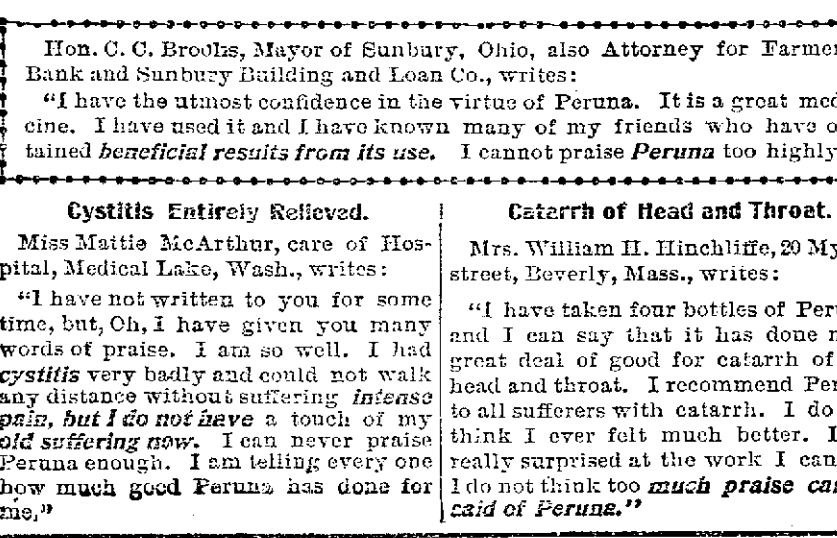 Hon. C. C. Brooks, Mayor of Sunbury, Ohio, also Attorney for Farmer
Bank and Sunbury Building and Loan Co., writes:
"I have the utmost confidence in the virtue of Peruna. It is a great med
cine. I have used it and I have known many of my friends who have o
tained beneficial results from its use. I cannot praise Peruna too highly
Cystitis Entirely Relieved.
Miss Mattie McArthur, care of Hos-
pital, Medical Lake, Wash., writes:
"I have not written to you for some
time, but, Oh, I have given you many
words of praise. I am so well. I had
cystitis very badly and could not walk
any distance without suffering intense
pain, but I do not have a touch of my
old suffering now. I can never praise
Peruna enough. I am telling every one
how much good Peruna has done for
me."
Catarrh of Head and Throat.
Mrs. William H. Hinchliffe, 20 My
street, Beverly, Mass., writes:
"I have taken four bottles of Per
and I can say that it has done m
great deal of good for catarrh of
head and throat. I recommend Per
to all sufferers with catarrh. I do
think I ever felt much better. I
really surprised at the work I can
I do not think too much praise can
said of Peruna."